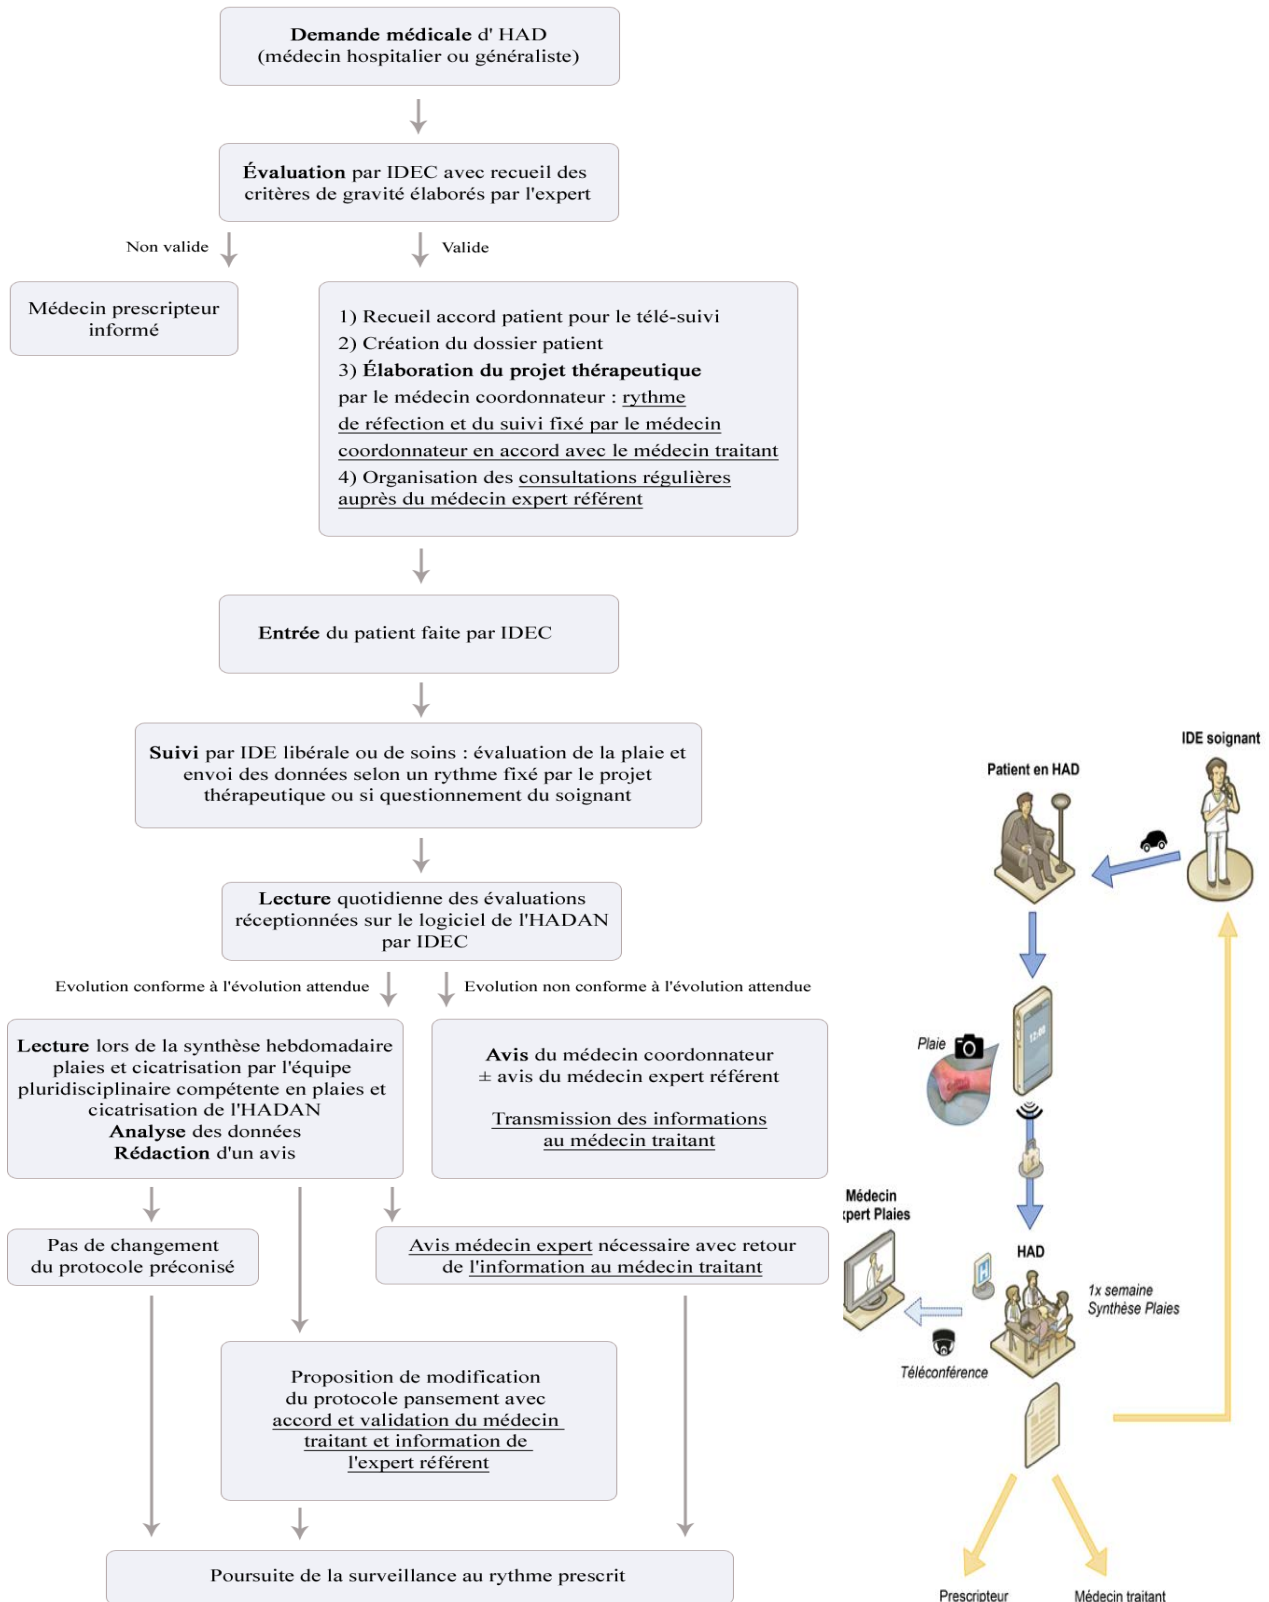 Demande médicale d' HAD
(médecin hospitalier ou généraliste)
Évaluation par IDEC avec recueil des
critères de gravité élaborés par l'expert
Non valide
Valide
Médecin prescripteur
informé
1) Recueil accord patient pour le télé-suivi
2) Création du dossier patient
3) Élaboration du projet thérapeutique
par le médecin coordonnateur : rythme
de réfection et du suivi fixé par le médecin
coordonnateur en accord avec le médecin traitant
4) Organisation des consultations régulières
auprès du médecin expert référent
Entrée du patient faite par IDEC
Suivi par IDE libérale ou de soins : évaluation de la plaie et
envoi des données selon un rythme fixé par le projet
thérapeutique ou si questionnement du soignant
Lecture quotidienne des évaluations
réceptionnées sur le logiciel de l'HADAN
par IDEC
Evolution conforme à l'évolution attendue
Evolution non conforme à l'évolution attendue
Lecture lors de la synthèse hebdomadaire
plaies et cicatrisation par l'équipe
pluridisciplinaire compétente en plaies et
cicatrisation de l'HADAN
Analyse des données
Rédaction d'un avis
Avis du médecin coordonnateur
± avis du médecin expert référent
Transmission des informations
au médecin traitant
Pas de changement
du protocole préconisé
Avis médecin expert nécessaire avec retour
de l'information au médecin traitant
Proposition de modification
du protocole pansement avec
accord et validation du médecin
traitant et information de
l'expert référent
Poursuite de la surveillance au rythme prescrit
IDE soignant
Patient en HAD
12:00
Plaie
Médecin
xpert Plaies
HAD
H
1x semaine
Synthèse Plaies
Téléconférence
Prescripteur
Médecin traitant